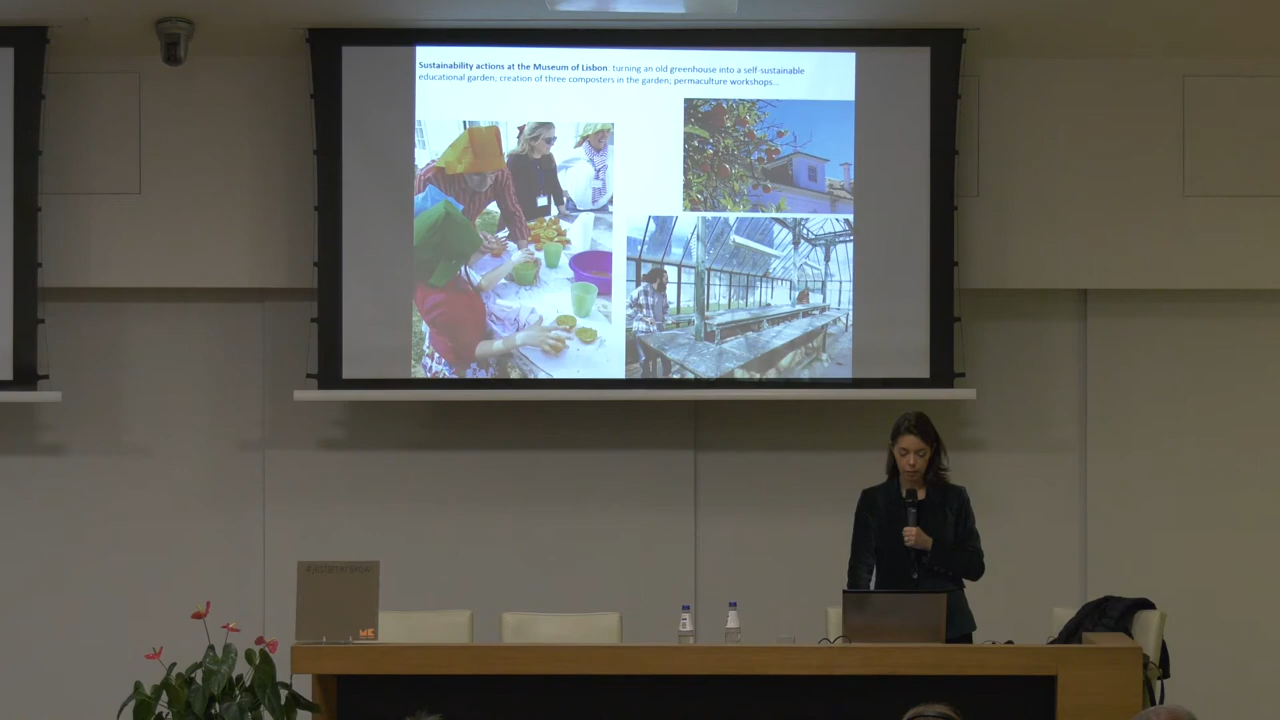 Sustainability actions at the Museum of Lisbon: turning an old greenhouse into a self-sustainable
educational garden; creation of three composters in the garden; permaculture workshops...
MK